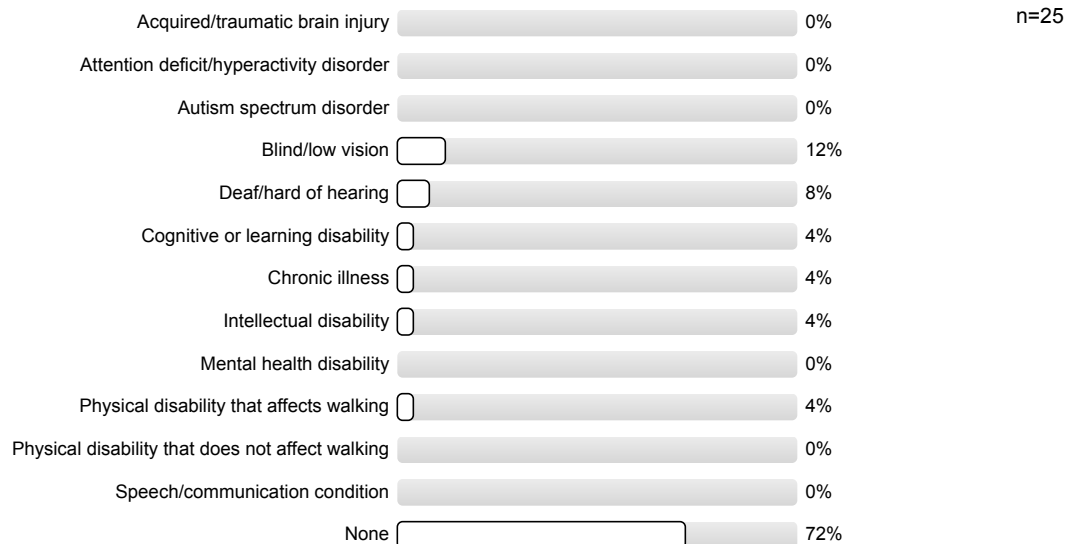 Acquired/traumatic brain injury 0% n=25
Attention deficit/hyperactivity disorder 0%
Autism spectrum disorder 0%
Blind/low vision 12%
Deaf/hard of hearing 8%
Cognitive or learning disability 4%
Chronic illness 4%
Intellectual disability 4%
Mental health disability 0%
Physical disability that affects walking 4%
Physical disability that does not affect walking 0%
Speech/communication condition 0%
None 72%